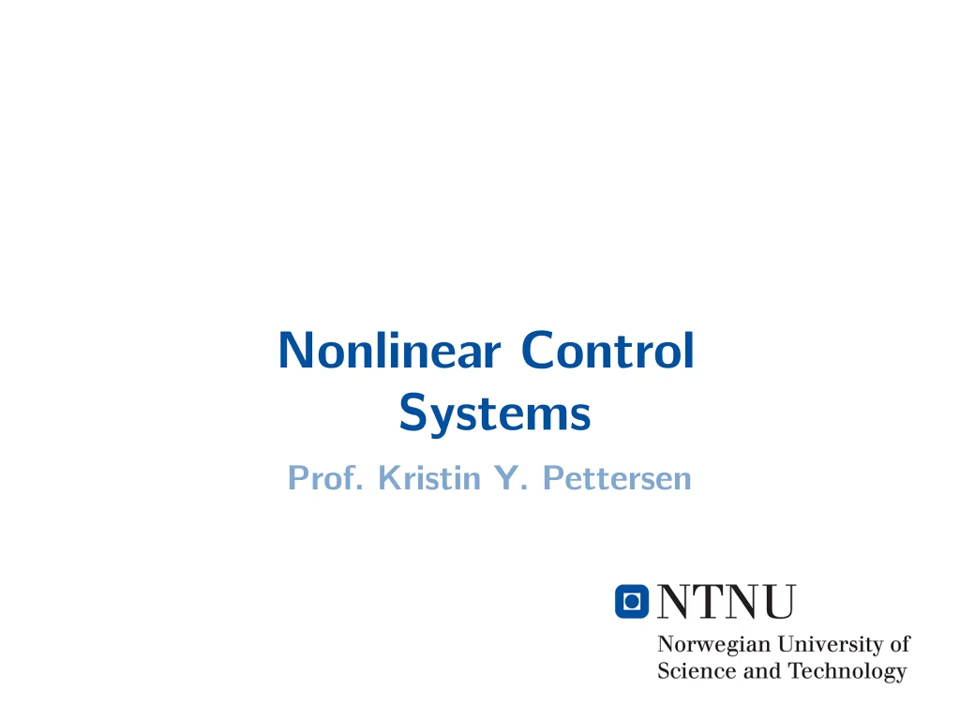 Nonlinear Control
Systems
Prof. Kristin Y. Pettersen
NTNU
Norwegian University of
Science and Technology